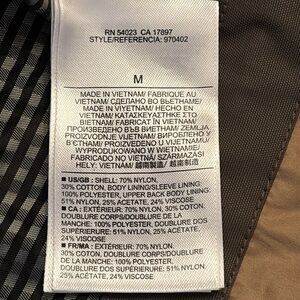 RN 54023 CA 17897
STYLE/REFERENCIA: 970402
M
MADE IN VIETNAM/ FABRIQUE AU
VIETNAM/ СДЕЛАНО ВО ВЬЕТНАМЕ/
MADE IN VIYETNAM/ HECHO EN
VIETNAM/ ΚΑΤΑΣΚΕΥΑΣΤΗΚΕ ΣΤΟ
ΒΙΕΤΝΑΜ/ FABRICAT ÎN VIETNAM/
ПРОИЗВЕДЕНО ВЪВ ВИЕТНАМ/ ZEMLJA
PROIZVODNJE VIJETNAM/ ВИРОБЛЕНО У
В'ЄТНАМІ/ PROIZVEDENO U VIJETNAMU/
WYPRODUKOWANO W WIETNAMIE/
FABRICADO NO VIETNÃ/ SZÁRMAZÁSI
HELY: VIETNAM/ 越南制造/ 越南製造
■ US/GB : SHELL: 70% NYLON,
30% COTTON, BODY LINING/SLEEVE LINING:
100% POLYESTER, UPPER BACK BODY LINING:
51% NYLON, 25% ACETATE, 24% VISCOSE
■ CA : EXTÉRIEUR: 70% NYLON,
30% COTON, DOUBLURE CORPS/DOUBLURE DE
LA MANCHE: 100% POLYESTER, DOUBLURE DOS
SUPÉRIEURE: 51% NYLON, 25% ACÉTATE,
24% VISCOSE
■ FR/MA : EXTÉRIEUR: 70% NYLON,
30% COTON, DOUBLURE CORPS/DOUBLURE DE
LA MANCHE: 100% POLYESTER, DOUBLURE DOS
SUPÉRIEURE: 51% NYLON,
25% ACÉTATE, 24% VISCOSE